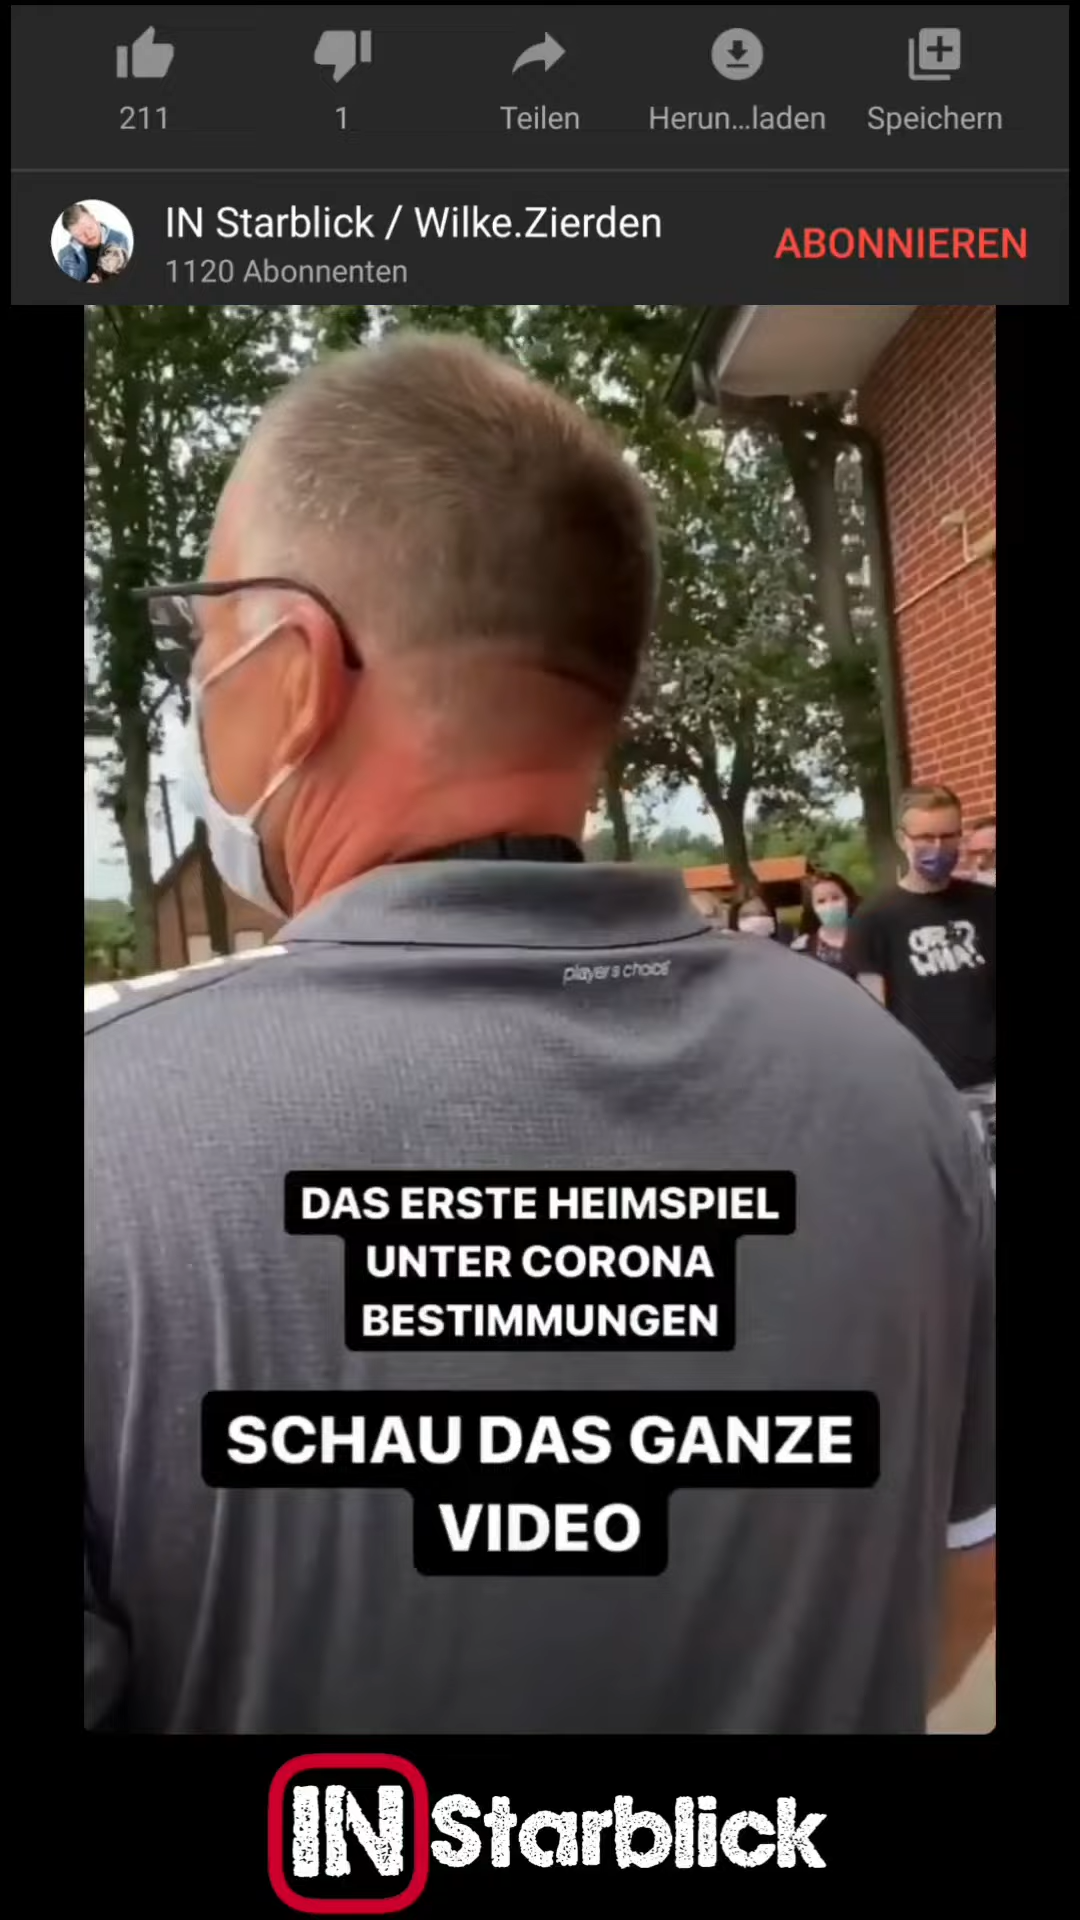 211
1
Teilen
Herun...laden
Speichern
IN Starblick / Wilke.Zierden
1120 Abonnenten
ABONNIEREN
player's choice
DAS ERSTE HEIMSPIEL
UNTER CORONA
BESTIMMUNGEN
SCHAU DAS GANZE
VIDEO
IN Starblick